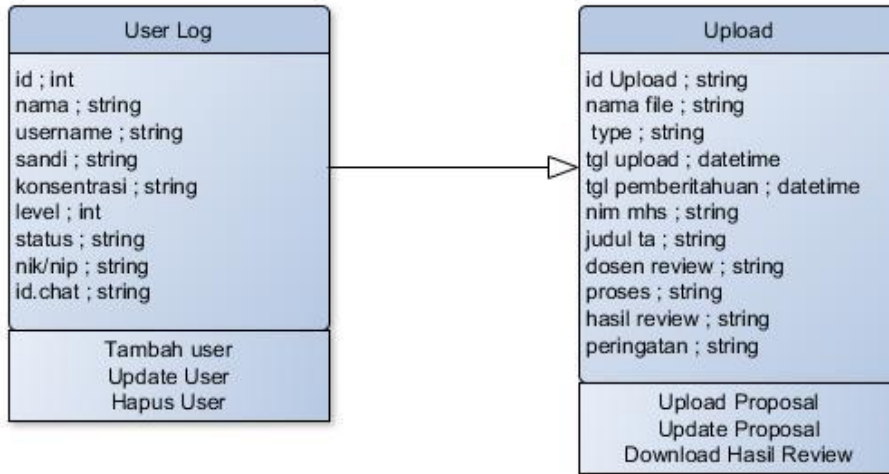 User Log
id ; int
nama ; string
username ; string
sandi ; string
konsentrasi ; string
level ; int
status ; string
nik/nip ; string
id.chat ; string
Tambah user
Update User
Hapus User
Upload
id Upload ; string
nama file ; string
type ; string
tgl upload ; datetime
tgl pemberitahuan ; datetime
nim mhs ; string
judul ta ; string
dosen review ; string
proses ; string
hasil review ; string
peringatan ; string
Upload Proposal
Update Proposal
Download Hasil Review